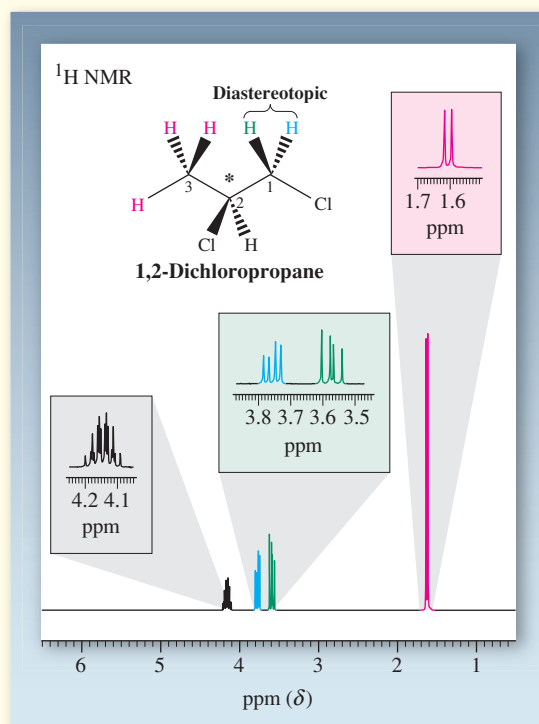 ¹H NMR
Diastereotopic
H H H H
*
3 2 1
H Cl
Cl H
1,2-Dichloropropane
1.7 1.6
ppm
3.8 3.7 3.6 3.5
ppm
4.2 4.1
ppm
6 5 4 3 2 1
ppm (δ)